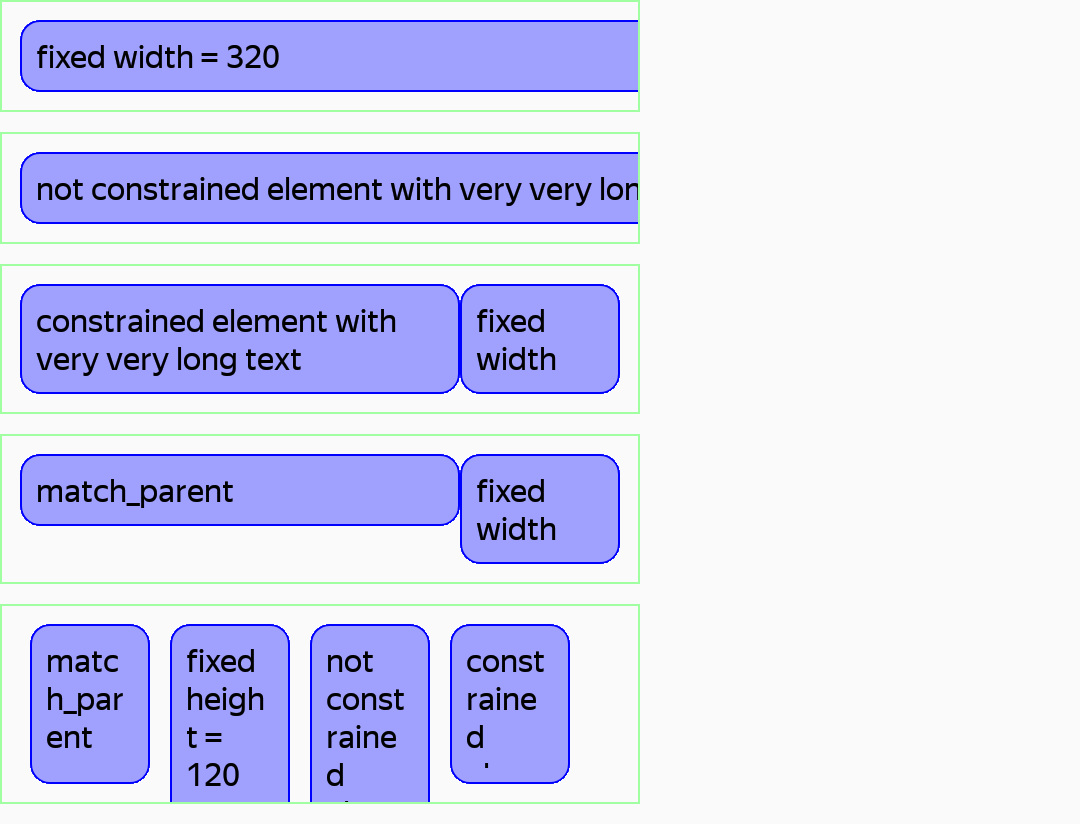 fixed width = 320
not constrained element with very very lon
constrained element with
very very long text
fixed
width
match_parent
fixed
width
matc
h_par
ent
fixed
heigh
t =
120
not
const
raine
d
const
raine
d